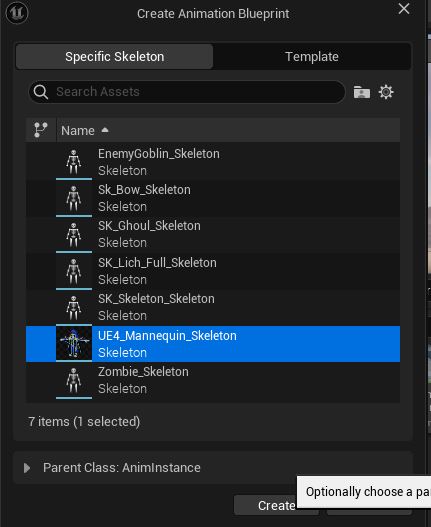 Create Animation Blueprint
Specific Skeleton
Template
Search Assets
Name
EnemyGoblin_Skeleton
Skeleton
Sk_Bow_Skeleton
Skeleton
SK_Ghoul_Skeleton
Skeleton
SK_Lich_Full_Skeleton
Skeleton
SK_Skeleton_Skeleton
Skeleton
UE4_Mannequin_Skeleton
Skeleton
Zombie_Skeleton
Skeleton
7 items (1 selected)
Parent Class: AnimInstance
Optionally choose a pa
Create